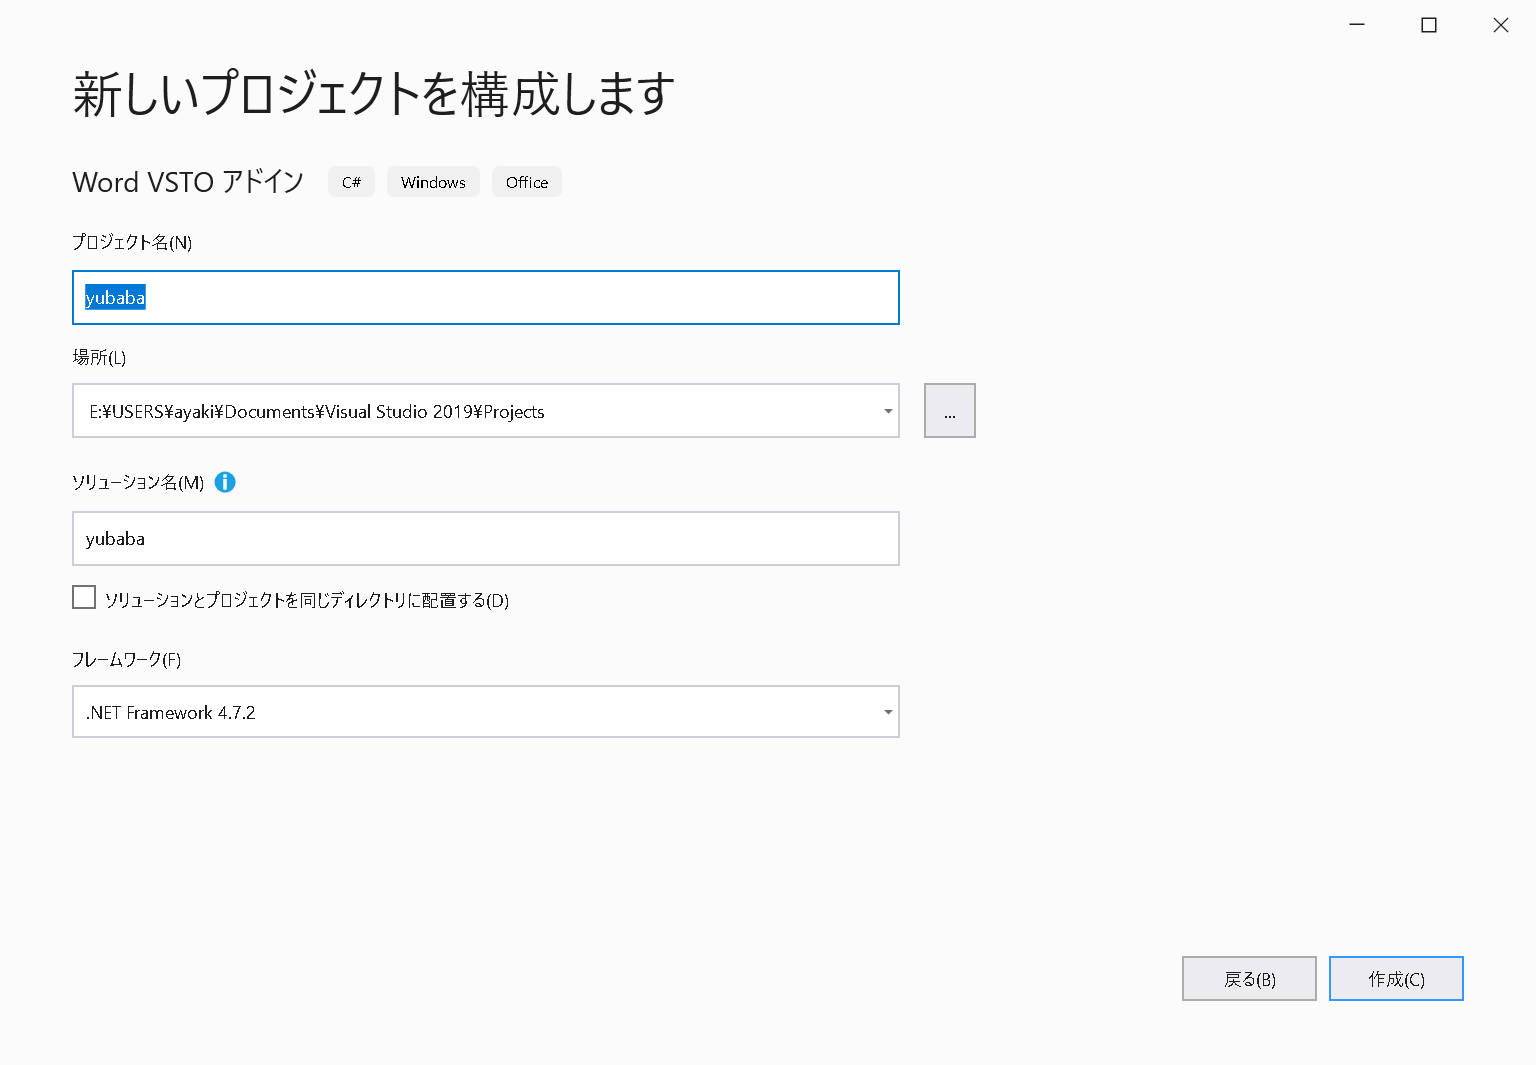 新しいプロジェクトを構成します
Word VSTO アドイン C# Windows Office
プロジェクト名(N)
yubaba
場所(L)
E:¥USERS¥ayaki¥Documents¥Visual Studio 2019¥Projects ...
ソリューション名(M)
yubaba
ソリューションとプロジェクトを同じディレクトリに配置する(D)
フレームワーク(F)
.NET Framework 4.7.2
戻る(B) 作成(C)